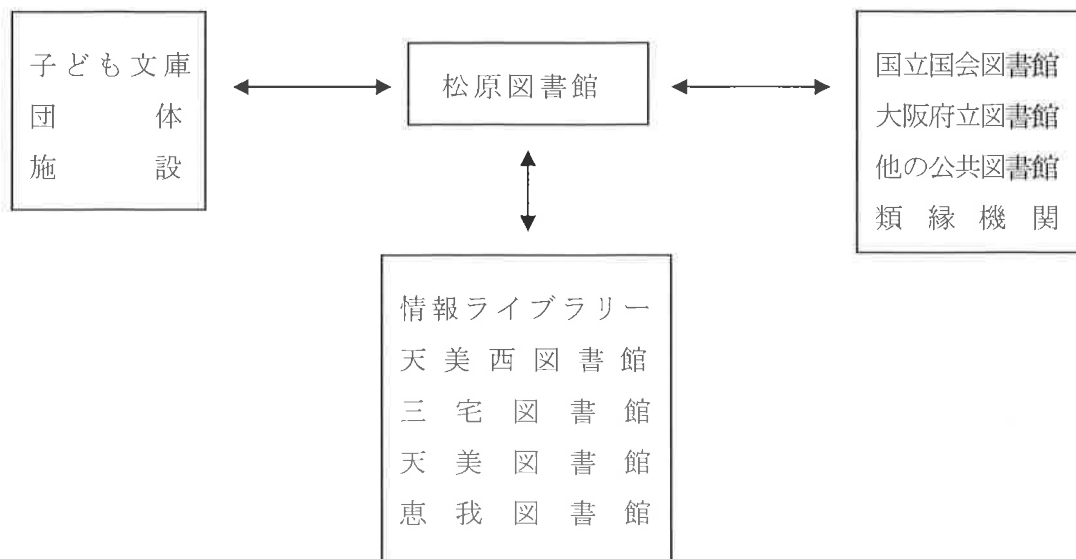 子ども文庫
団体
施設
松原図書館
国立国会図書館
大阪府立図書館
他の公共図書館
類縁機関
情報ライブラリー
天美西図書館
三宅図書館
天美図書館
恵我図書館